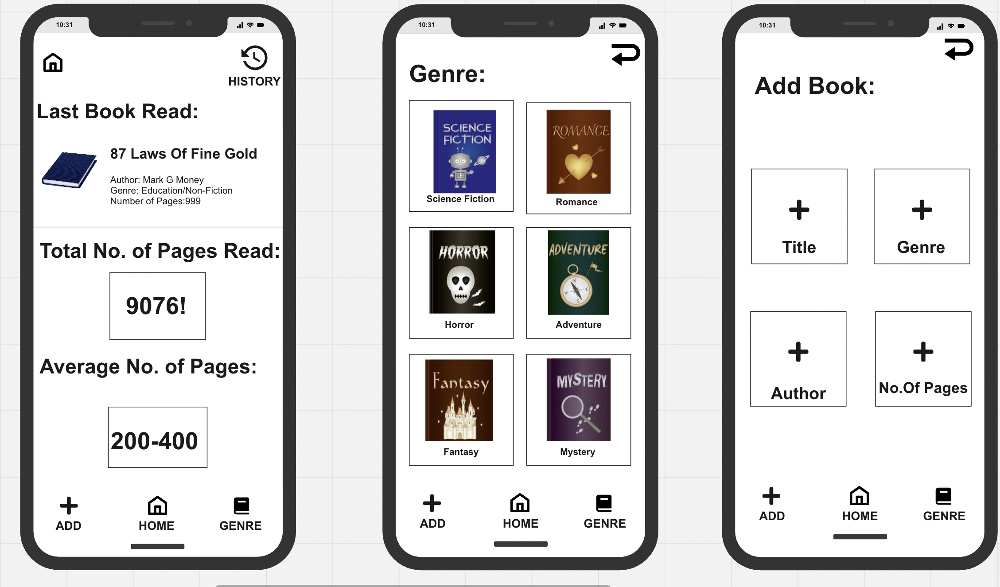 10:31
HISTORY
Last Book Read:
87 Laws Of Fine Gold
Author: Mark G Money
Genre: Education/Non-Fiction
Number of Pages:999
Total No. of Pages Read:
9076!
Average No. of Pages:
200-400
ADD
HOME
GENRE
10:31
Genre:
SCIENCE
FICTION
Science Fiction
ROMANCE
Romance
HORROR
Horror
ADVENTURE
N
E
S
W
Adventure
Fantasy
Fantasy
MYSTERY
Mystery
ADD
HOME
GENRE
10:31
Add Book:
Title
Genre
Author
No.Of Pages
ADD
HOME
GENRE